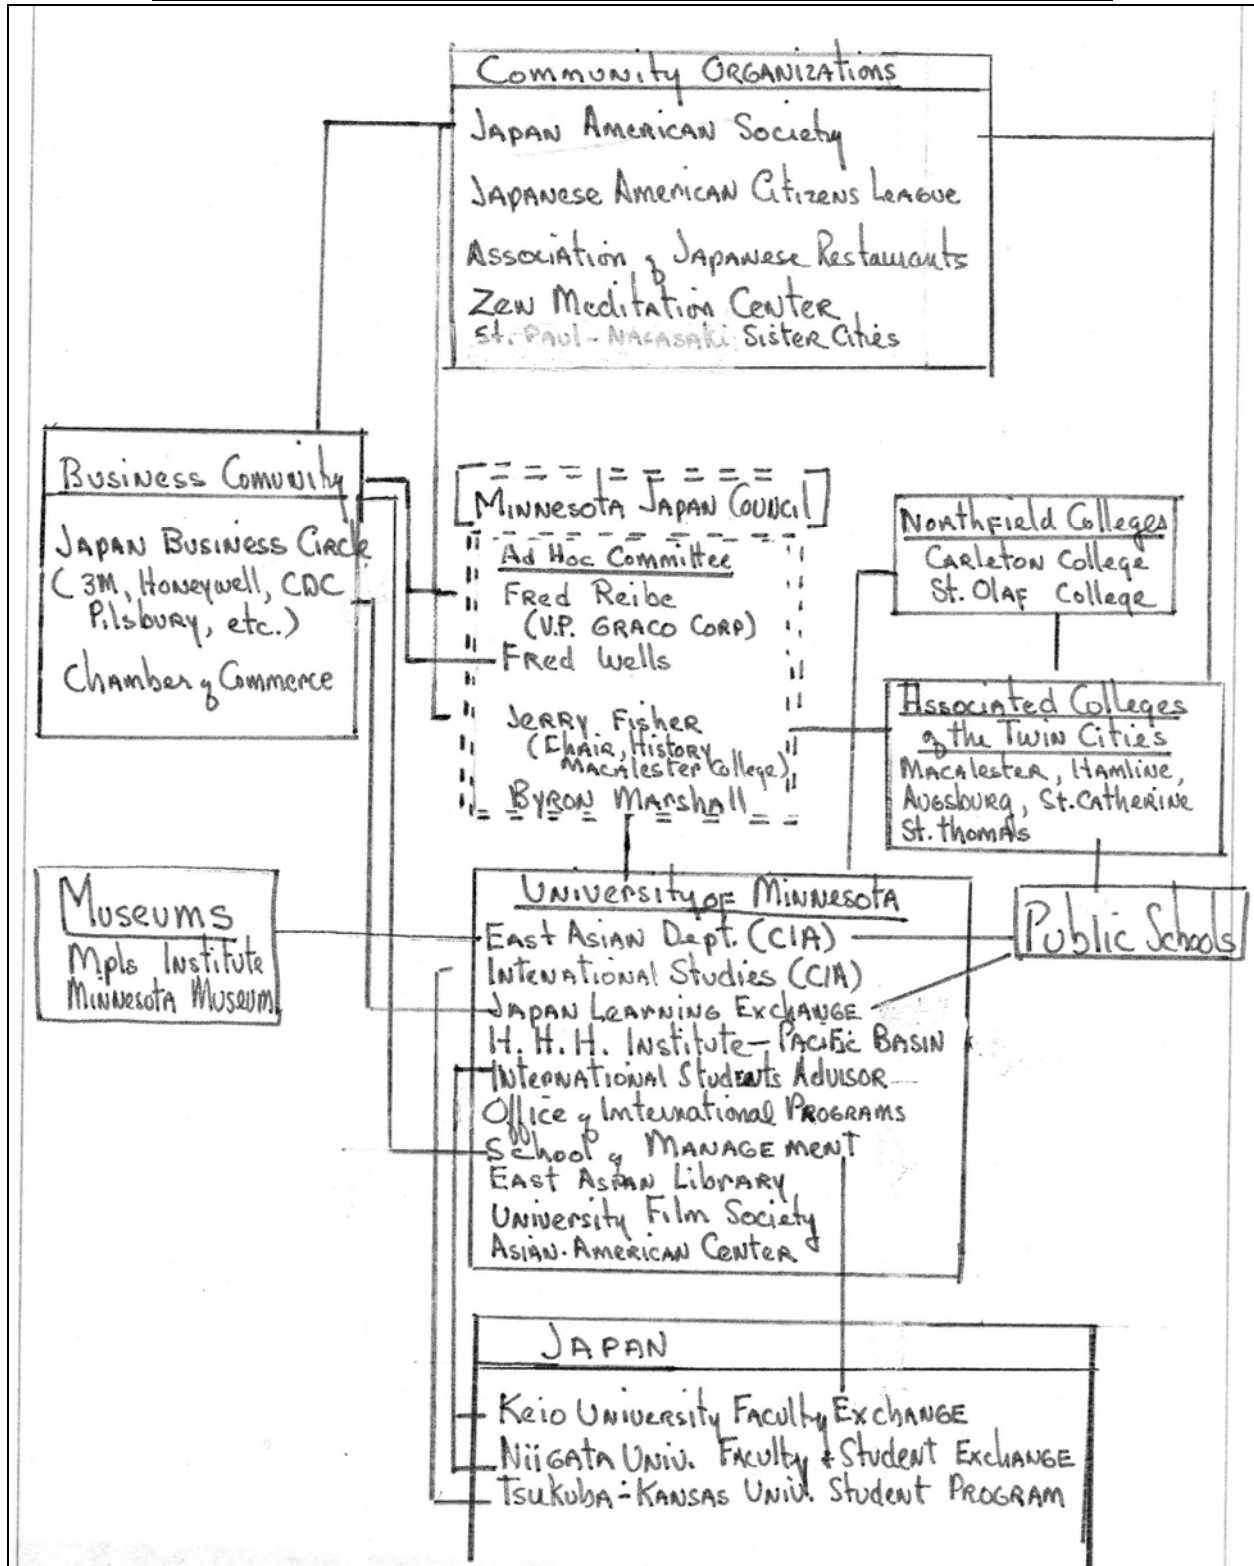 Community Organizations
Japan American Society
Japanese American Citizens League
Association of Japanese Restaurants
Zen Meditation Center
St. Paul - Nagasaki Sister Cities
Business Comunity
Japan Business Circle
(3M, Honeywell, CDC
Pilsbury, etc.)
Chamber of Commerce
Minnesota Japan Council
Ad Hoc Committee
Fred Reibe
(V.P. Graco Corp)
Fred Wells
Jerry Fisher
(Chair, History
Macalester College)
Byron Marshall
Northfield Colleges
Carleton College
St. Olaf College
Associated Colleges
of the Twin Cities
Macalester, Hamline,
Augsburg, St. Catherine
St. Thomas
Museums
Mpls Institute
Minnesota Museum
University of Minnesota
East Asian Dept. (CIA)
Intenational Studies (CIA)
Japan Learning Exchange
H. H. H. Institute - Pacific Basin
International Students Advisor
Office of International Programs
School of Management
East Asian Library
University Film Society
Asian-American Center
Public Schools
Japan
Keio University Faculty Exchange
Niigata Univ. Faculty + Student Exchange
Tsukuba - Kansas Univ. Student Program